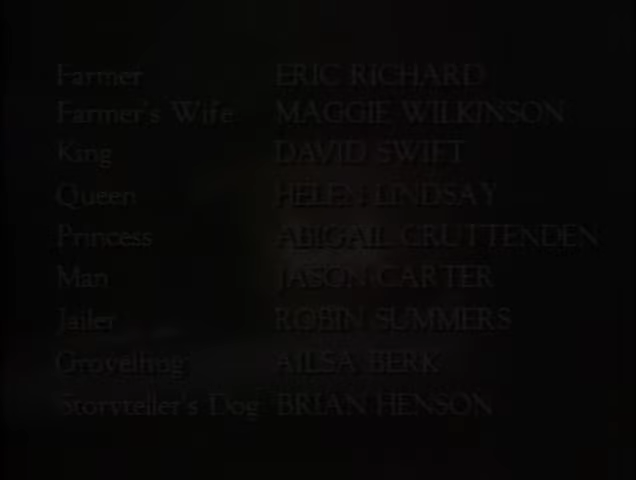 Farmer ERIC RICHARD
Farmer's Wife MAGGIE WILKINSON
King DAVID SWIFT
Queen HELEN LINDSAY
Princess ABIGAIL CRUTTENDEN
Man JASON CARTER
Jailer ROBIN SUMMERS
Grovelhog AILSA BERK
Storyteller's Dog BRIAN HENSON